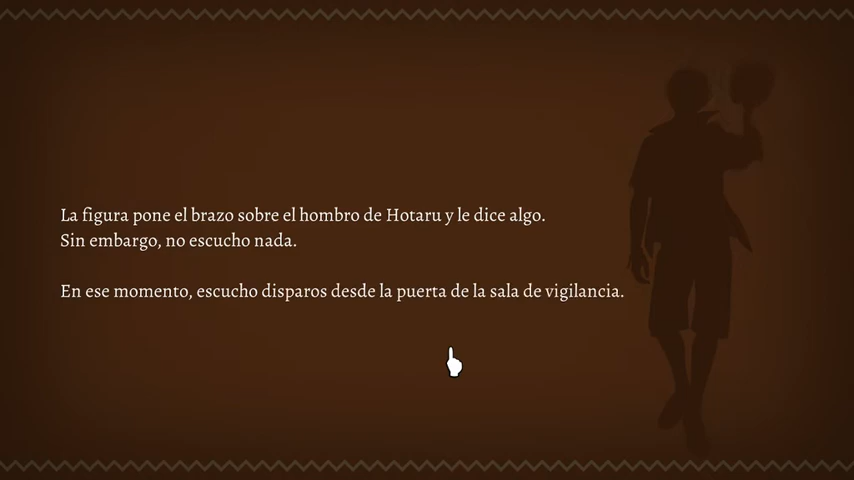 La figura pone el brazo sobre el hombro de Hotaru y le dice algo.
Sin embargo, no escucho nada.
En ese momento, escucho disparos desde la puerta de la sala de vigilancia.